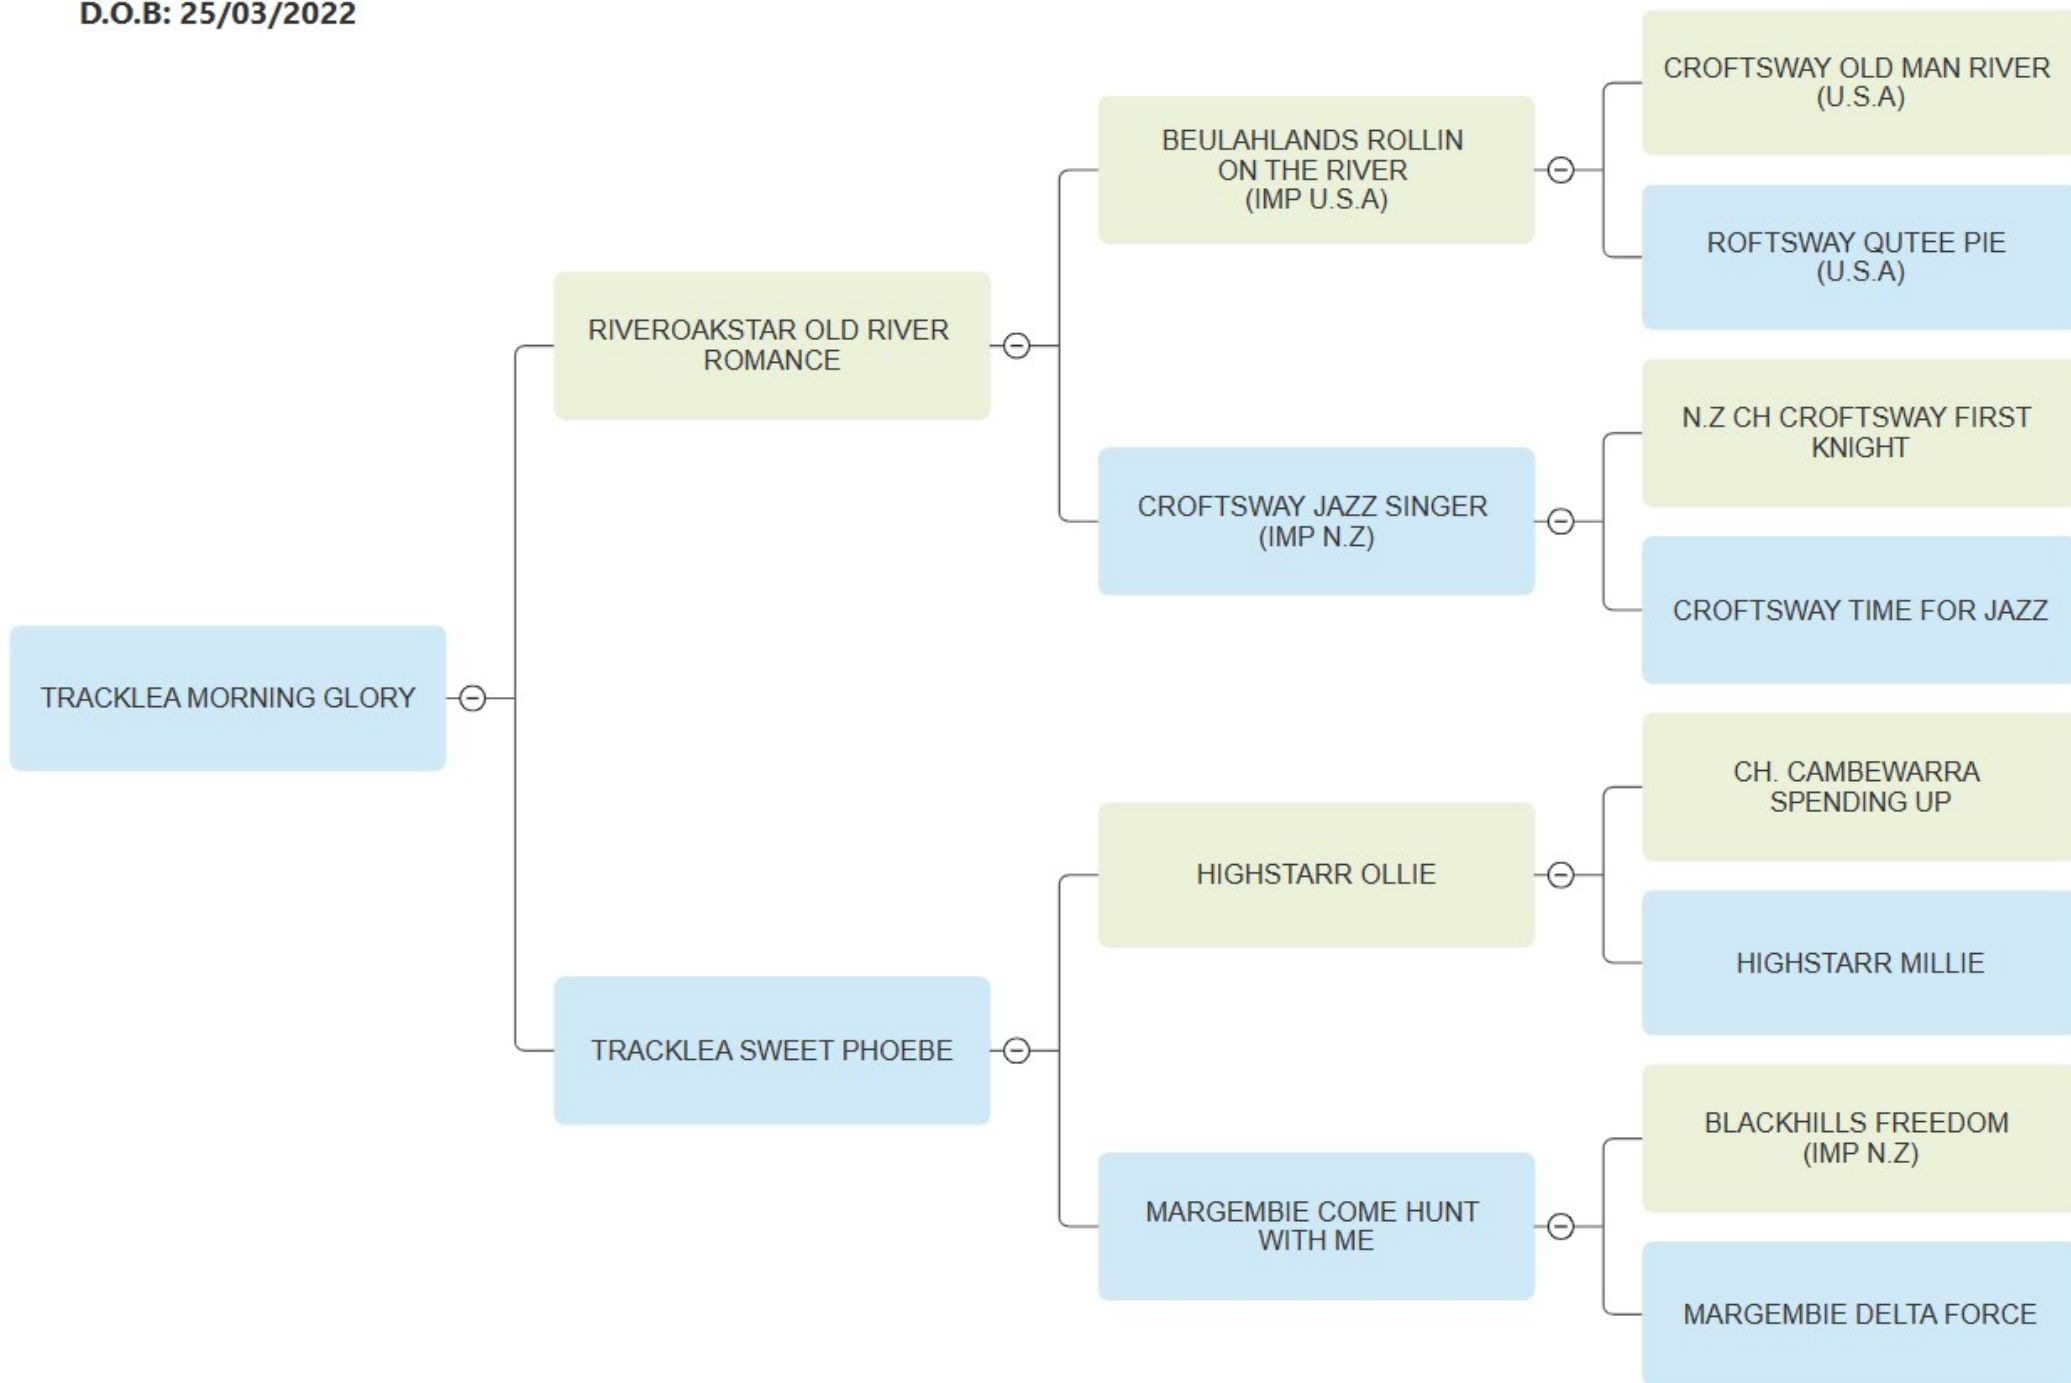 D.O.B: 25/03/2022
TRACKLEA MORNING GLORY
RIVEROAKSTAR OLD RIVER
ROMANCE
TRACKLEA SWEET PHOEBE
BEULAHLANDS ROLLIN
ON THE RIVER
(IMP U.S.A)
CROFTSWAY JAZZ SINGER
(IMP N.Z)
HIGHSTARR OLLIE
MARGEMBIE COME HUNT
WITH ME
CROFTSWAY OLD MAN RIVER
(U.S.A)
ROFTSWAY QUTEE PIE
(U.S.A)
N.Z CH CROFTSWAY FIRST
KNIGHT
CROFTSWAY TIME FOR JAZZ
CH. CAMBEWARRA
SPENDING UP
HIGHSTARR MILLIE
BLACKHILLS FREEDOM
(IMP N.Z)
MARGEMBIE DELTA FORCE